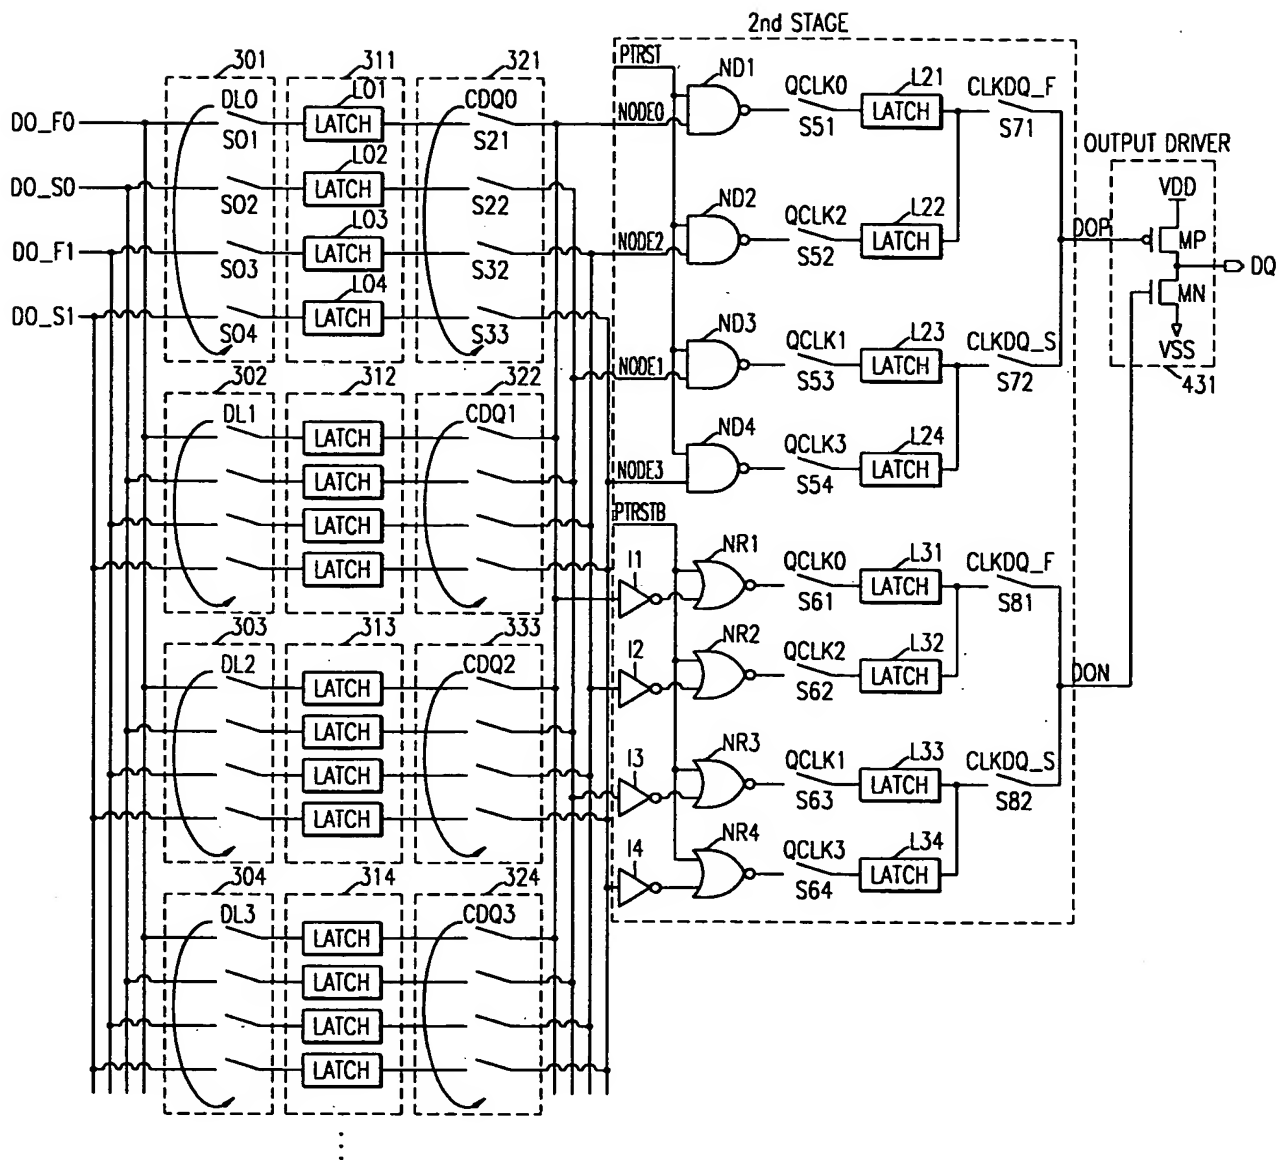 2nd STAGE
301
311
321
DO_F0
DO_S0
DO_F1
DO_S1
DL0
S01
S02
S03
S04
L01
LATCH
L02
LATCH
L03
LATCH
L04
LATCH
CDQ0
S21
S22
S32
S33
302
312
322
DL1
LATCH
LATCH
LATCH
LATCH
CDQ1
303
313
333
DL2
LATCH
LATCH
LATCH
LATCH
CDQ2
304
314
324
DL3
LATCH
LATCH
LATCH
LATCH
CDQ3
PTRST
NODE0
ND1
QCLK0
S51
L21
LATCH
CLKDQ_F
S71
NODE2
ND2
QCLK2
S52
L22
LATCH
NODE1
ND3
QCLK1
S53
L23
LATCH
CLKDQ_S
S72
NODE3
ND4
QCLK3
S54
L24
LATCH
PTRSTB
I1
NR1
QCLK0
S61
L31
LATCH
CLKDQ_F
S81
I2
NR2
QCLK2
S62
L32
LATCH
I3
NR3
QCLK1
S63
L33
LATCH
CLKDQ_S
S82
I4
NR4
QCLK3
S64
L34
LATCH
DOP
DON
OUTPUT DRIVER
VDD
MP
DQ
MN
VSS
431